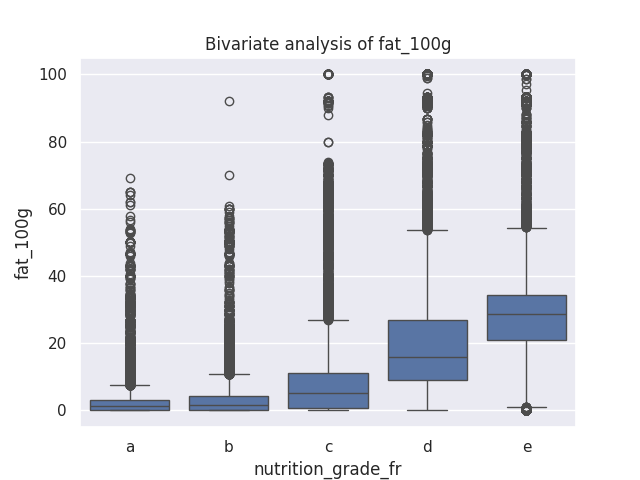 Bivariate analysis of fat_100g
100
80
60
40
20
0
fat_100g
a b c d e
nutrition_grade_fr